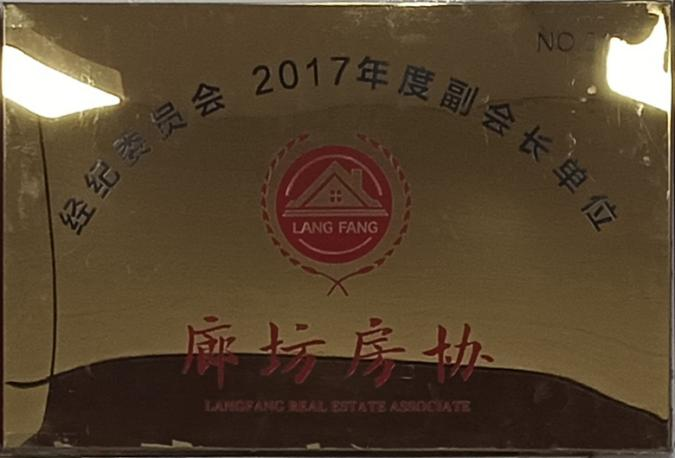 NO.
经纪委员会 2017年度副会长单位
LANG FANG
廊坊房协
LANGFANG REAL ESTATE ASSOCIATE